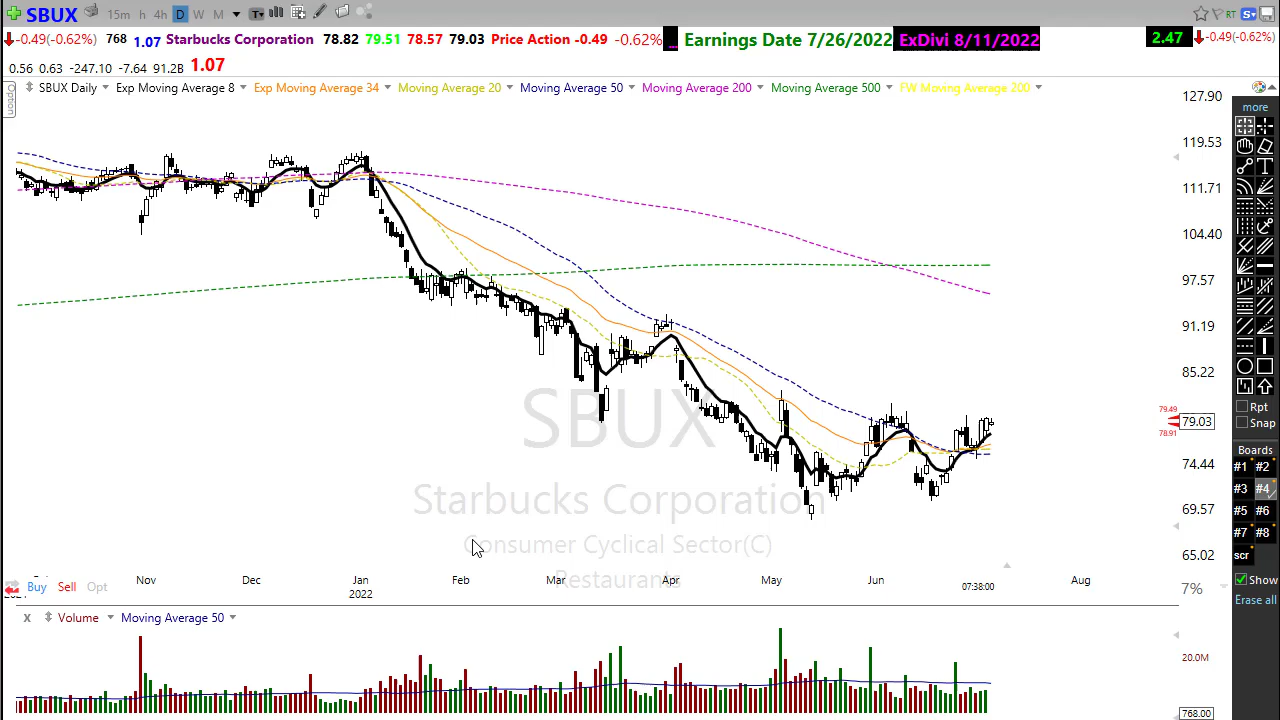 SBUX 15m h 4h D W M T RT S
-0.49(-0.62%) 768 1.07 Starbucks Corporation 78.82 79.51 78.57 79.03 Price Action -0.49 -0.62% ... Earnings Date 7/26/2022 ExDivi 8/11/2022 2.47 -0.49(-0.62%)
0.56 0.63 -247.10 -7.64 91.2B 1.07
Option
SBUX Daily Exp Moving Average 8 Exp Moving Average 34 Moving Average 20 Moving Average 50 Moving Average 200 Moving Average 500 FW Moving Average 200
127.90
119.53
111.71
104.40
97.57
91.19
85.22
79.49
79.03
78.91
74.44
69.57
65.02
more
T
Rpt
Snap
Boards
#1 #2
#3 #4
#5 #6
#7 #8
scr
Show
Erase all
SBUX
Starbucks Corporation
Consumer Cyclical Sector(C)
Restaurants
Nov Dec Jan Feb Mar Apr May Jun Aug
2022
07:38:00
7%
Buy Sell Opt
x Volume Moving Average 50
20.0M
768.00